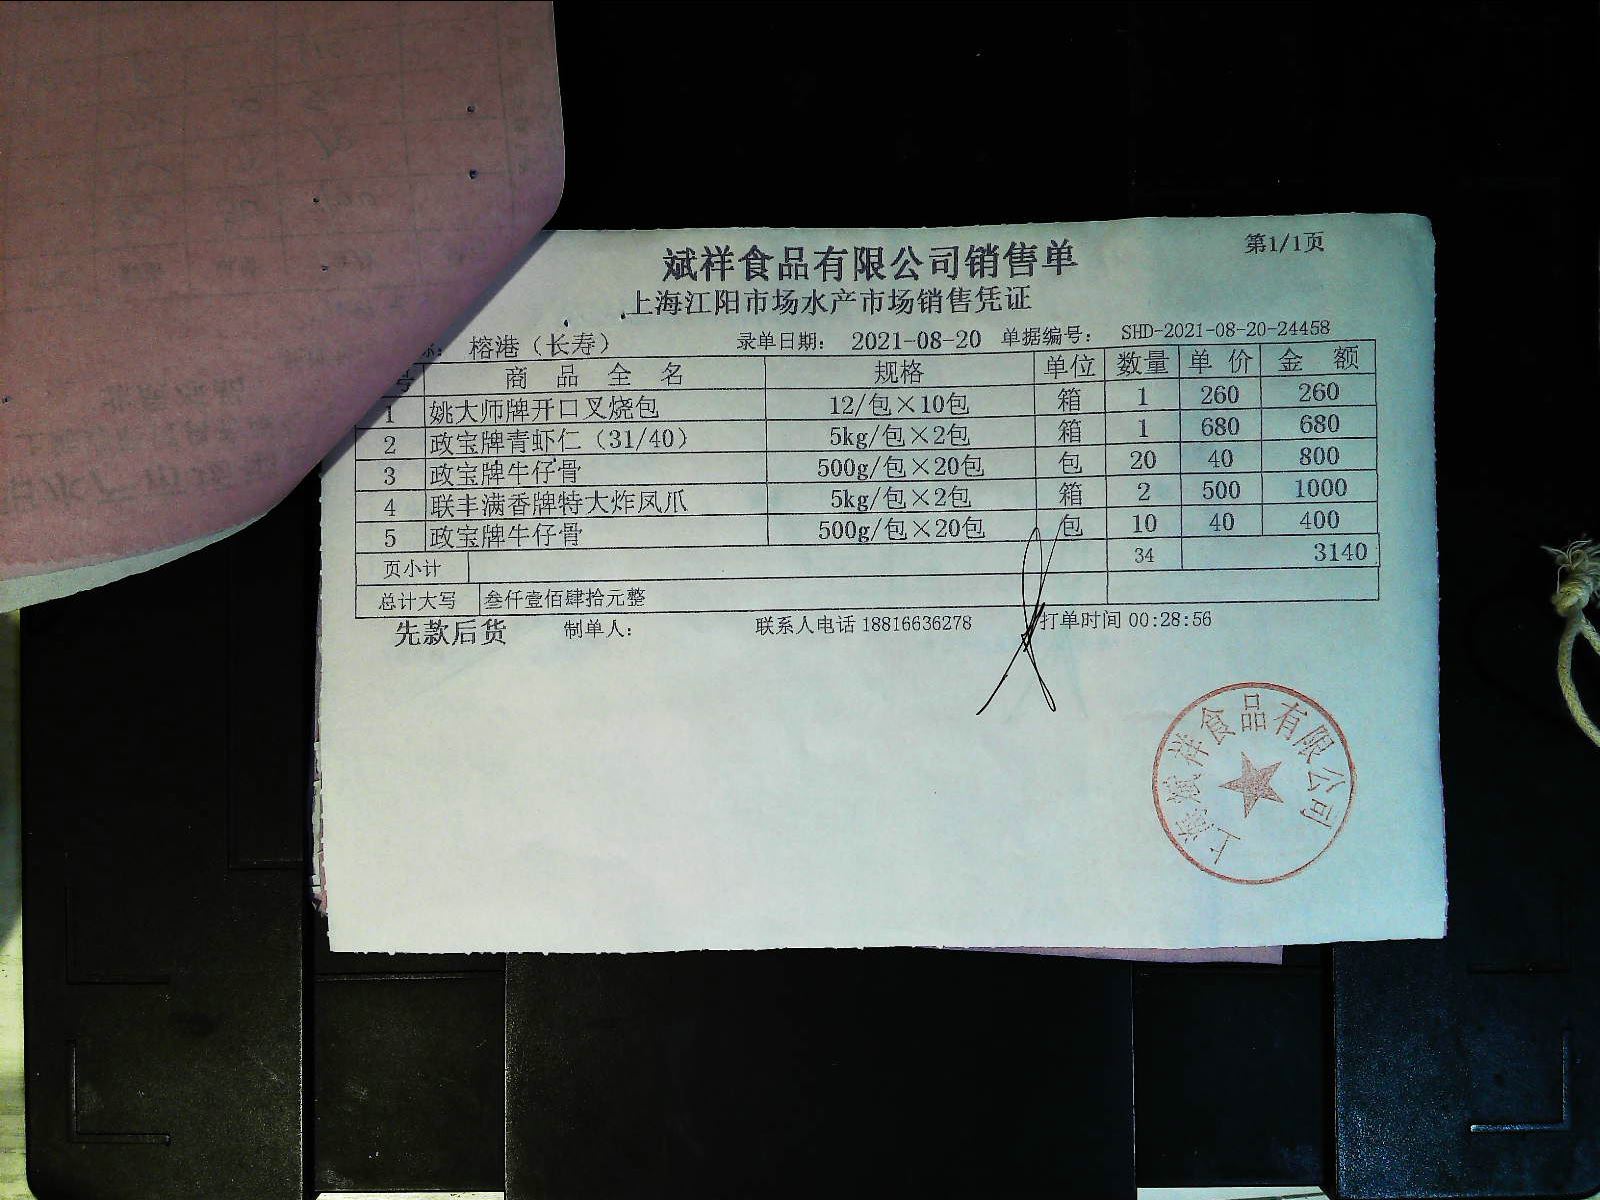 斌祥食品有限公司销售单
第1/1页
上海江阳市场水产市场销售凭证
榕港（长寿） 录单日期： 2021-08-20 单据编号： SHD-2021-08-20-24458
号 商品全名 规格 单位 数量 单价 金额
1 姚大师牌开口叉烧包 12/包×10包 箱 1 260 260
2 政宝牌青虾仁（31/40） 5kg/包×2包 箱 1 680 680
3 政宝牌牛仔骨 500g/包×20包 包 20 40 800
4 联丰满香牌特大炸凤爪 5kg/包×2包 箱 2 500 1000
5 政宝牌牛仔骨 500g/包×20包 包 10 40 400
页小计 34 3140
总计大写 叁仟壹佰肆拾元整
先款后货 制单人： 联系人电话 18816636278 打单时间 00:28:56
上海斌祥食品有限公司